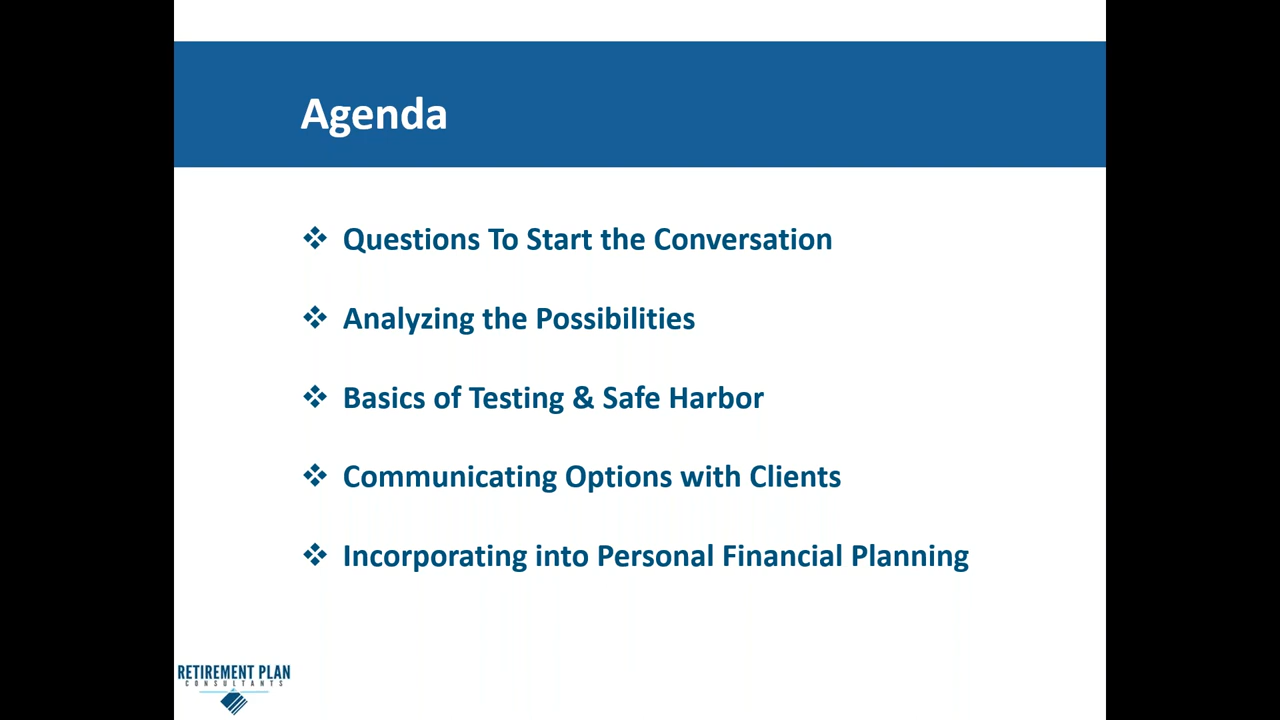 Agenda
❖ Questions To Start the Conversation
❖ Analyzing the Possibilities
❖ Basics of Testing & Safe Harbor
❖ Communicating Options with Clients
❖ Incorporating into Personal Financial Planning
RETIREMENT PLAN
CONSULTANTS